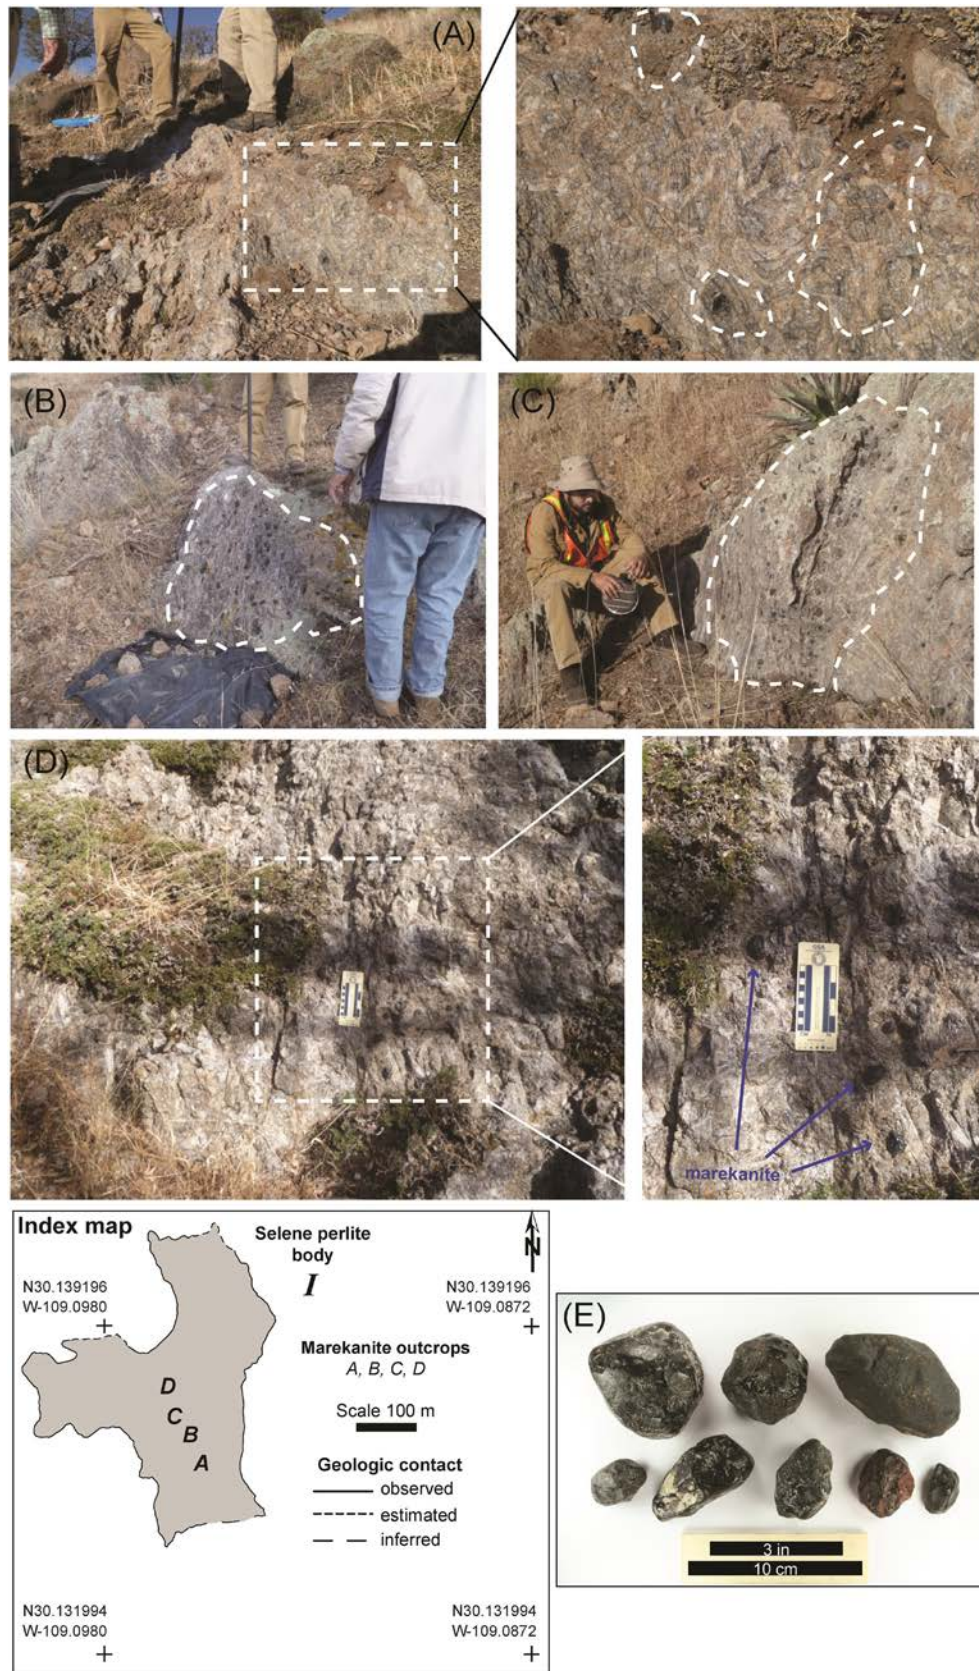 (A)
(B)
(C)
(D)
marekanite
Index map
Selene perlite
body
I
N
N30.139196
W-109.0980
N30.139196
W-109.0872
Marekanite outcrops
A, B, C, D
D
C
B
A
Scale 100 m
Geologic contact
observed
estimated
inferred
N30.131994
W-109.0980
N30.131994
W-109.0872
(E)
3 in
10 cm